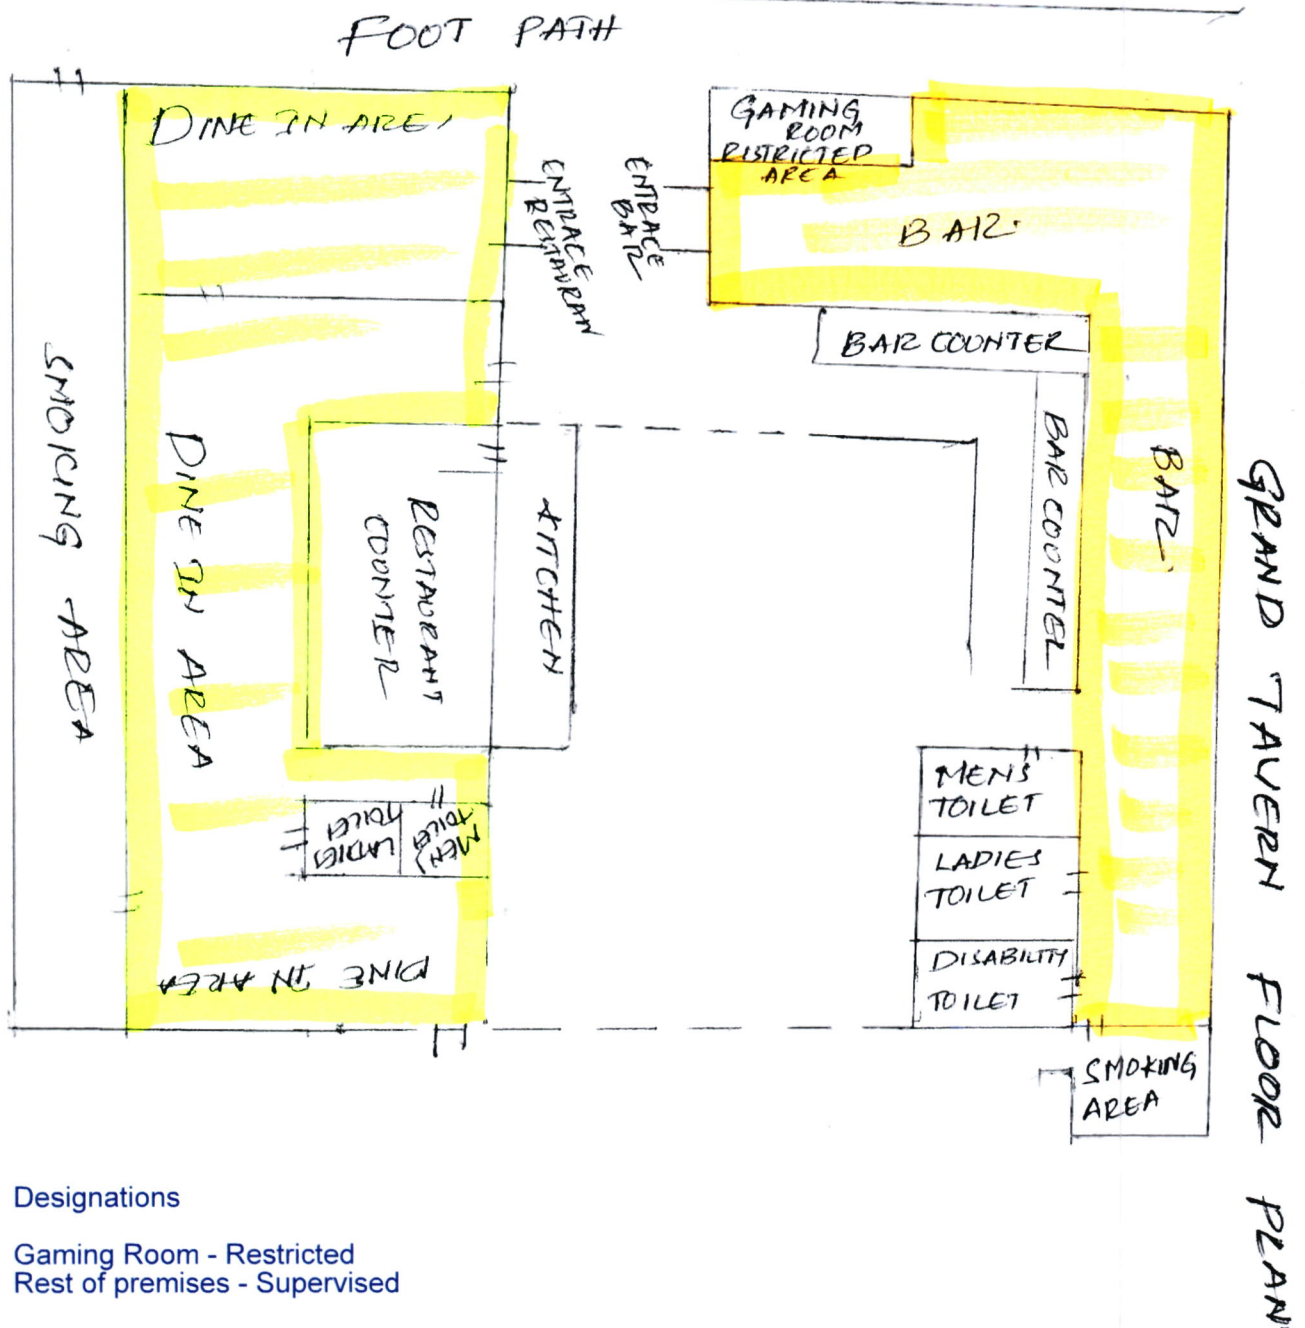 FOOT PATH
DINE IN AREA
ENTRACE
RESTAURAN
ENTRACE
BAR
GAMING
ROOM
RISTRICTED
AREA
BAR
BAR COUNTER
BAR COUNTER
BAR
SMOKING AREA
DINE IN AREA
RESTAURANT
COUNTER
KITCHEN
LADIES
TOILET
MENS
TOILET
DINE IN AREA
MENS
TOILET
LADIES
TOILET
DISABILITY
TOILET
SMOKING
AREA
GRAND TAVERN FLOOR PLAN
Designations
Gaming Room - Restricted
Rest of premises - Supervised